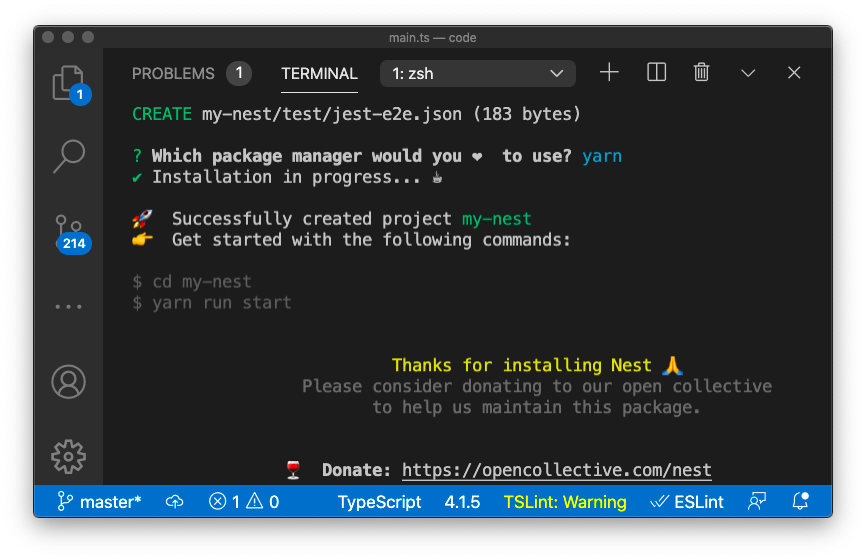 main.ts — code
PROBLEMS 1 TERMINAL 1: zsh
1
214
CREATE my-nest/test/jest-e2e.json (183 bytes)
? Which package manager would you ❤ to use? yarn
✔ Installation in progress... ☕
🚀 Successfully created project my-nest
👉 Get started with the following commands:
$ cd my-nest
$ yarn run start
Thanks for installing Nest 🙏
Please consider donating to our open collective
to help us maintain this package.
🍷 Donate: https://opencollective.com/nest
master* 1 0 TypeScript 4.1.5 TSLint: Warning ESLint